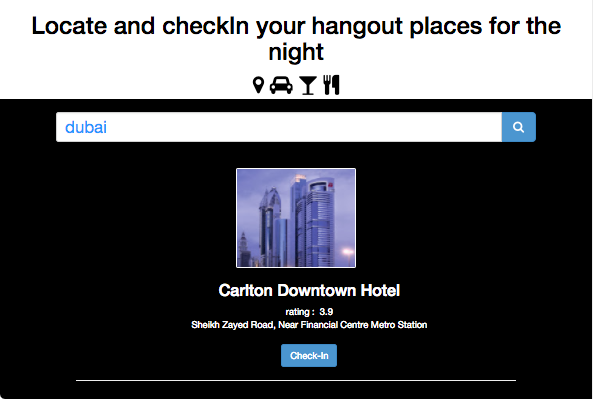 Locate and checkIn your hangout places for the
night
dubai
Carlton Downtown Hotel
rating : 3.9
Sheikh Zayed Road, Near Financial Centre Metro Station
Check-In